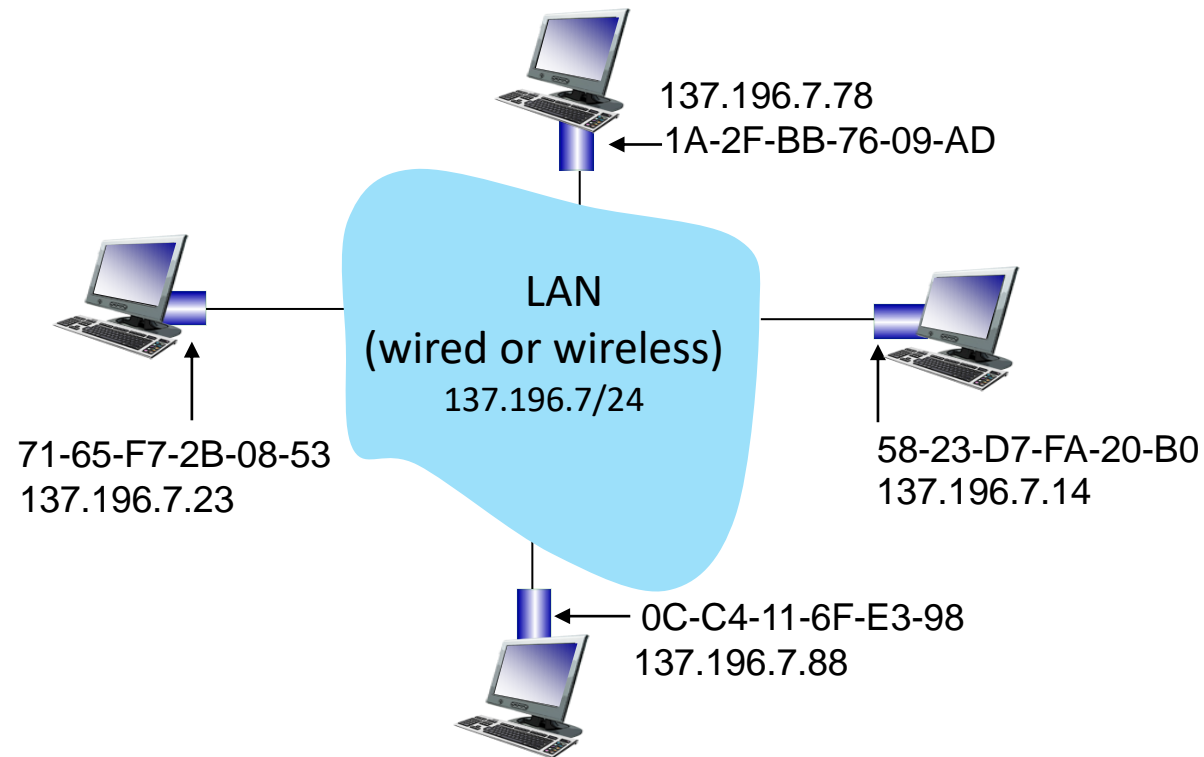 137.196.7.78
1A-2F-BB-76-09-AD
LAN
(wired or wireless)
137.196.7/24
71-65-F7-2B-08-53
137.196.7.23
58-23-D7-FA-20-B0
137.196.7.14
0C-C4-11-6F-E3-98
137.196.7.88